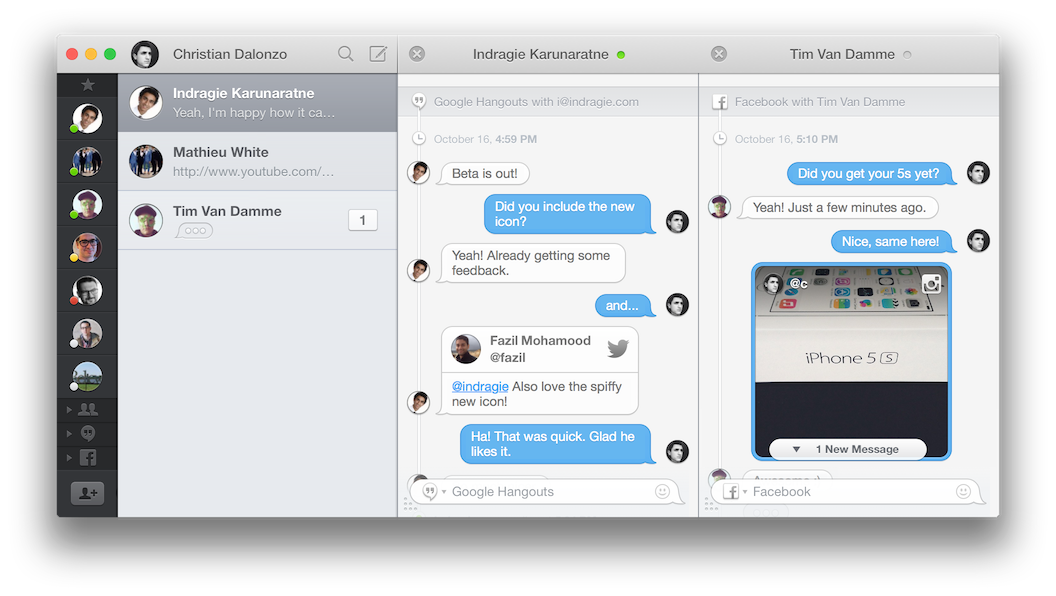 Christian Dalonzo
Indragie Karunaratne
Yeah, I'm happy how it ca…
Mathieu White
http://www.youtube.com/…
Tim Van Damme
1
Indragie Karunaratne
Google Hangouts with i@indragie.com
October 16, 4:59 PM
Beta is out!
Did you include the new
icon?
Yeah! Already getting some
feedback.
and...
Fazil Mohamood
@fazil
@indragie Also love the spiffy
new icon!
Ha! That was quick. Glad he
likes it.
Google Hangouts
Tim Van Damme
Facebook with Tim Van Damme
October 16, 5:10 PM
Did you get your 5s yet?
Yeah! Just a few minutes ago.
Nice, same here!
@c
iPhone 5 S
1 New Message
Facebook